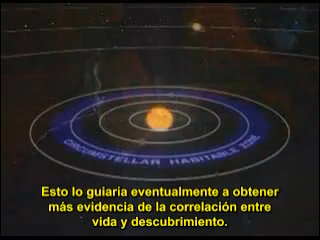 CIRCUMSTELLAR HABITABLE ZONE
Esto lo guiaría eventualmente a obtener
más evidencia de la correlación entre
vida y descubrimiento.